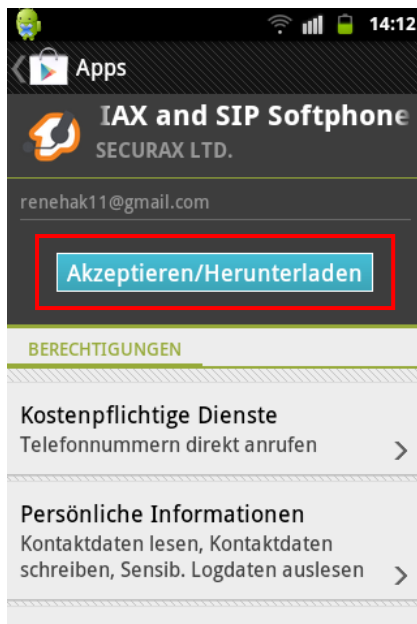 14:12
Apps
IAX and SIP Softphone
SECURAX LTD.
renehak11@gmail.com
Akzeptieren/Herunterladen
BERECHTIGUNGEN
Kostenpflichtige Dienste
Telefonnummern direkt anrufen
Persönliche Informationen
Kontaktdaten lesen, Kontaktdaten
schreiben, Sensib. Logdaten auslesen